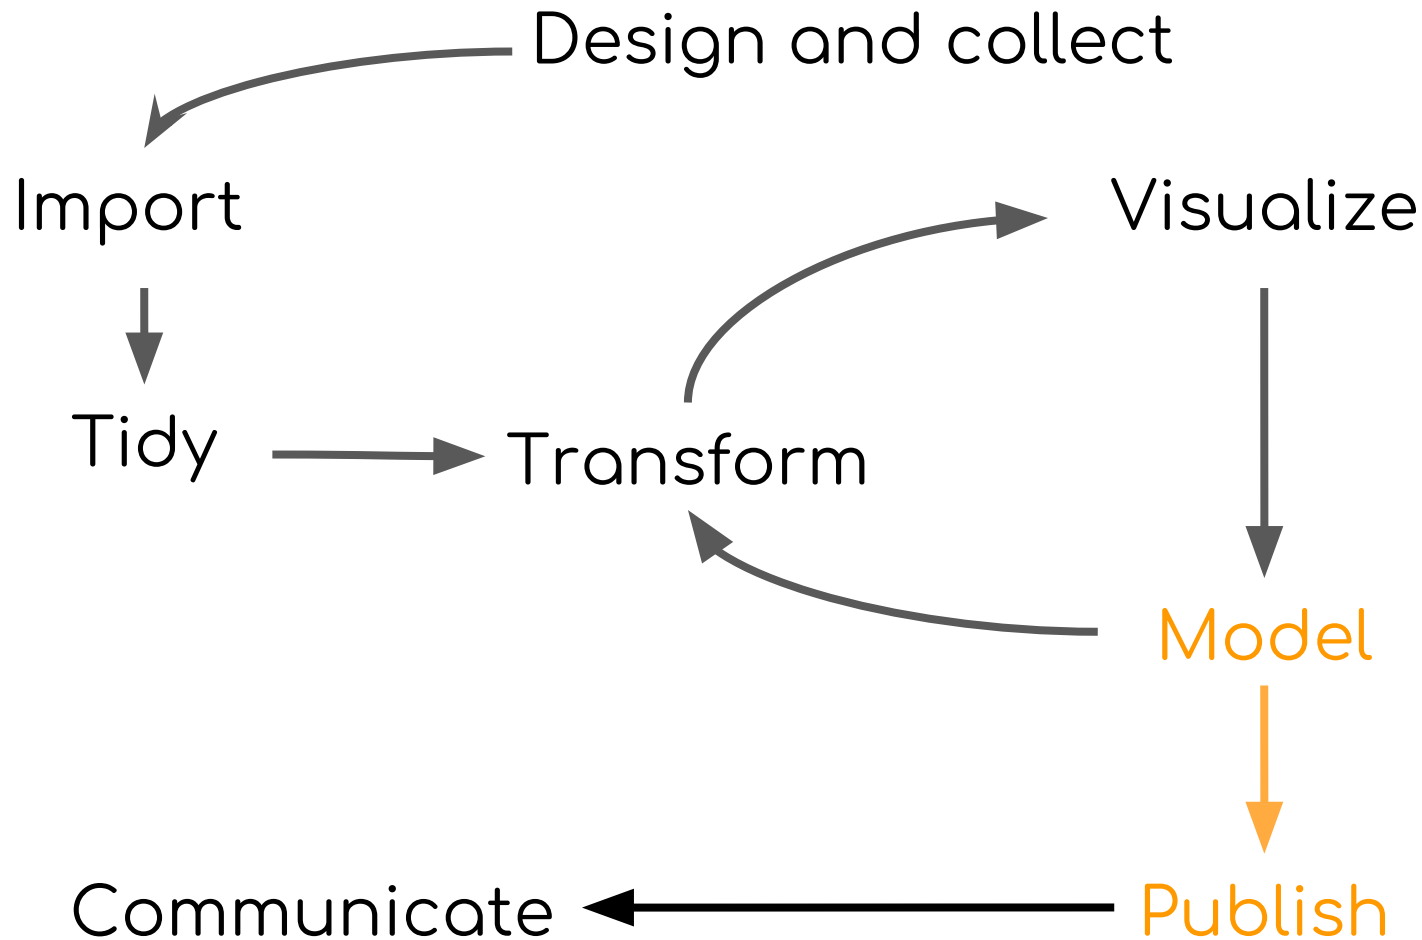 Design and collect
Import
Visualize
Tidy
Transform
Model
Communicate
Publish